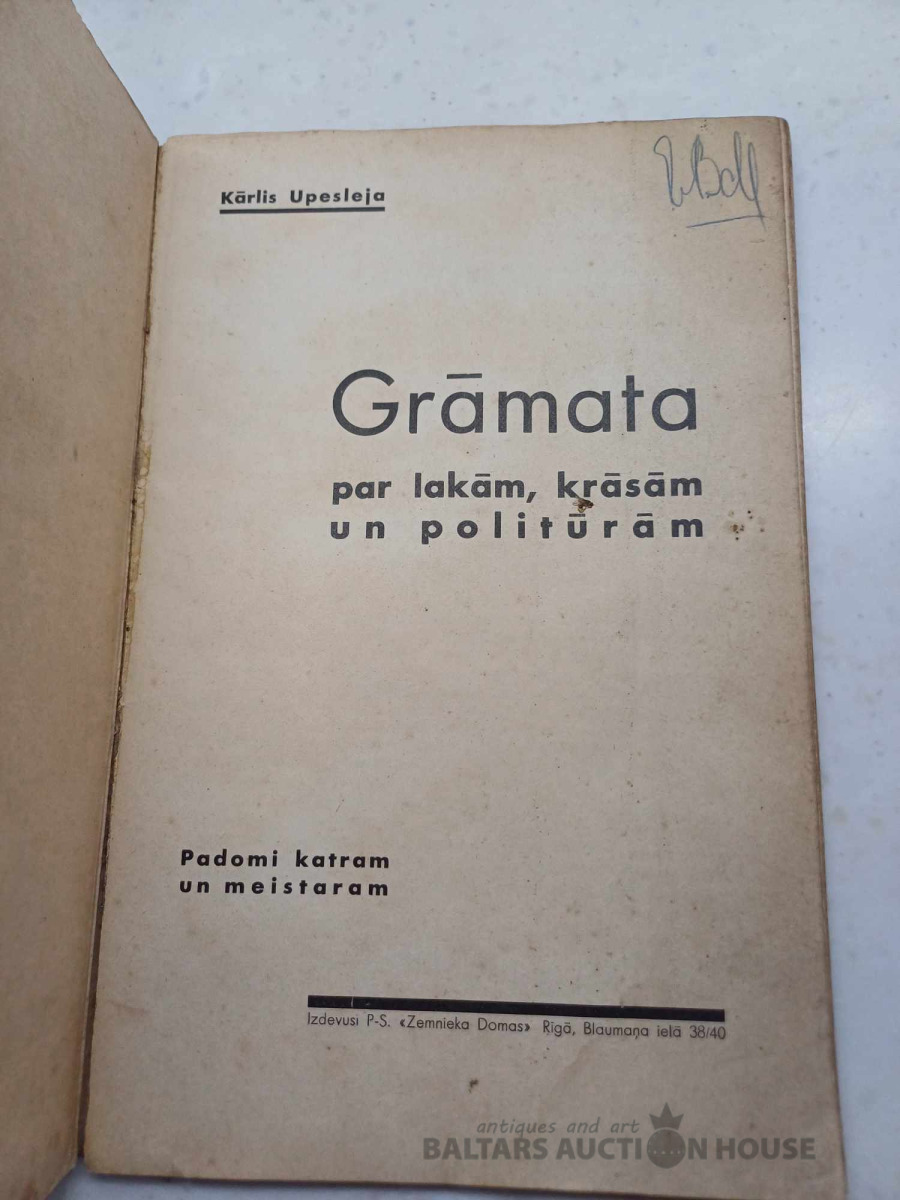 Kārlis Upesleja
Grāmata
par lakām, krāsām
un politūrām
Padomi katram
un meistaram
Izdevusi P-S. «Zemnieka Domas» Rīgā, Blaumaņa ielā 38/40
antiques and art
BALTARS AUCTION HOUSE